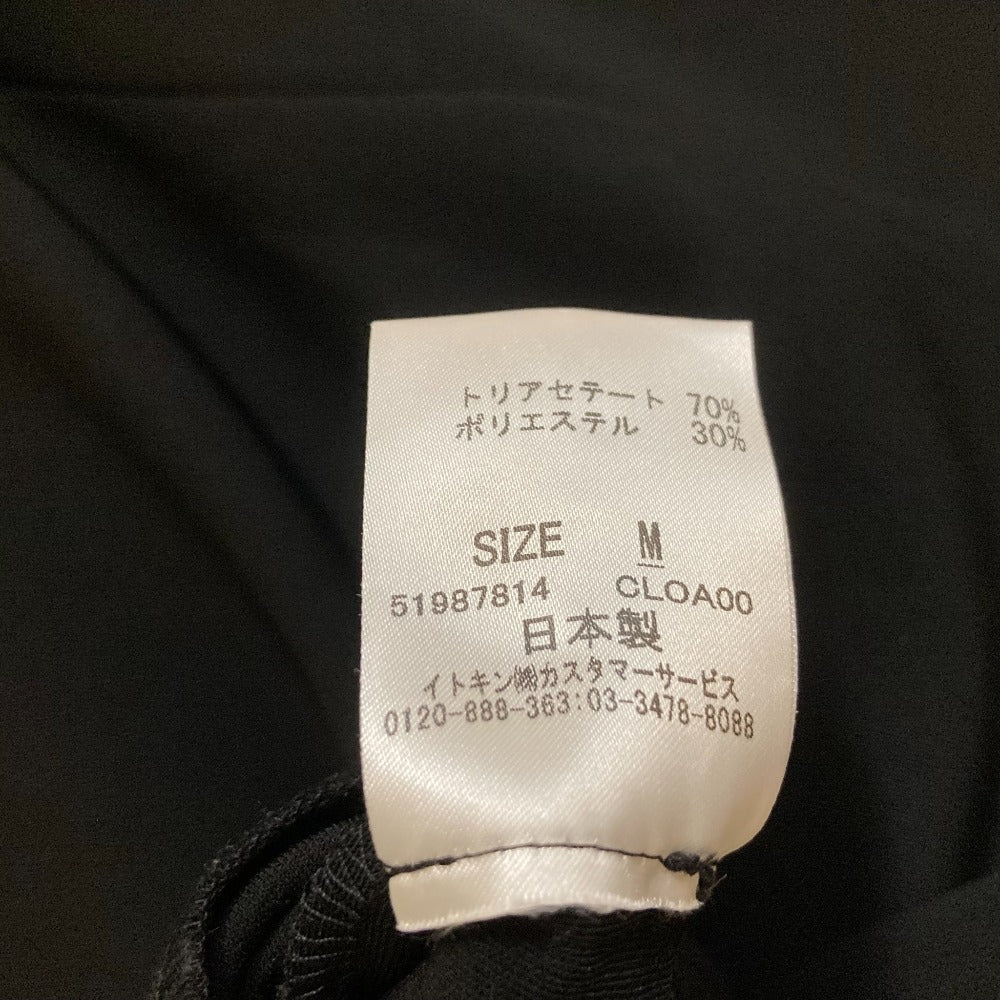 トリアセテート 70%
ポリエステル 30%
SIZE M
51987814 CLOA00
日本製
イトキン㈱カスタマーサービス
0120-888-363:03-3478-8088